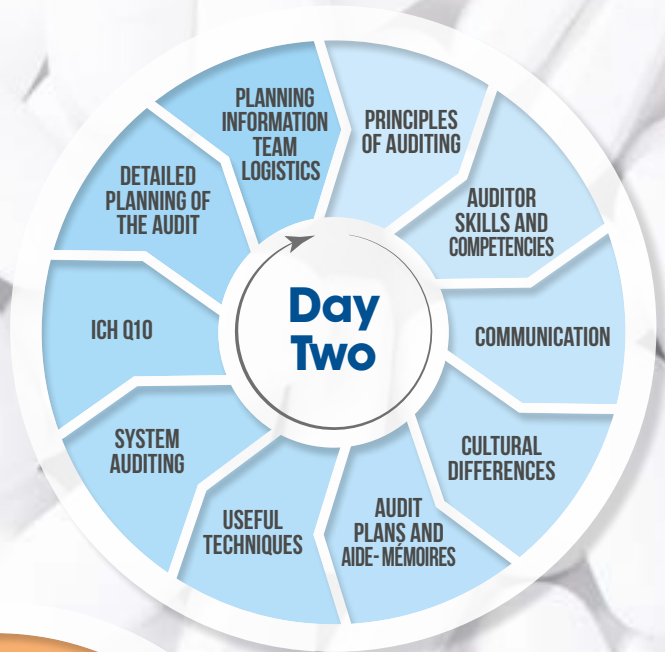 Day
Two
PRINCIPLES
OF AUDITING
AUDITOR
SKILLS AND
COMPETENCIES
COMMUNICATION
CULTURAL
DIFFERENCES
AUDIT
PLANS AND
AIDE-MÉMOIRES
USEFUL
TECHNIQUES
SYSTEM
AUDITING
ICH Q10
DETAILED
PLANNING OF
THE AUDIT
PLANNING
INFORMATION
TEAM
LOGISTICS